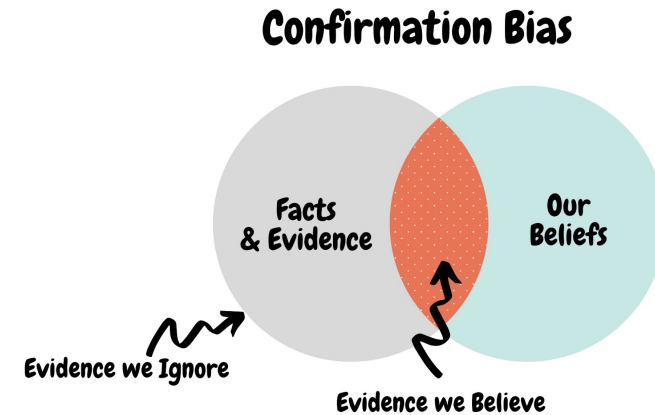 Confirmation Bias
Facts
& Evidence
Our
Beliefs
Evidence we Ignore
Evidence we Believe